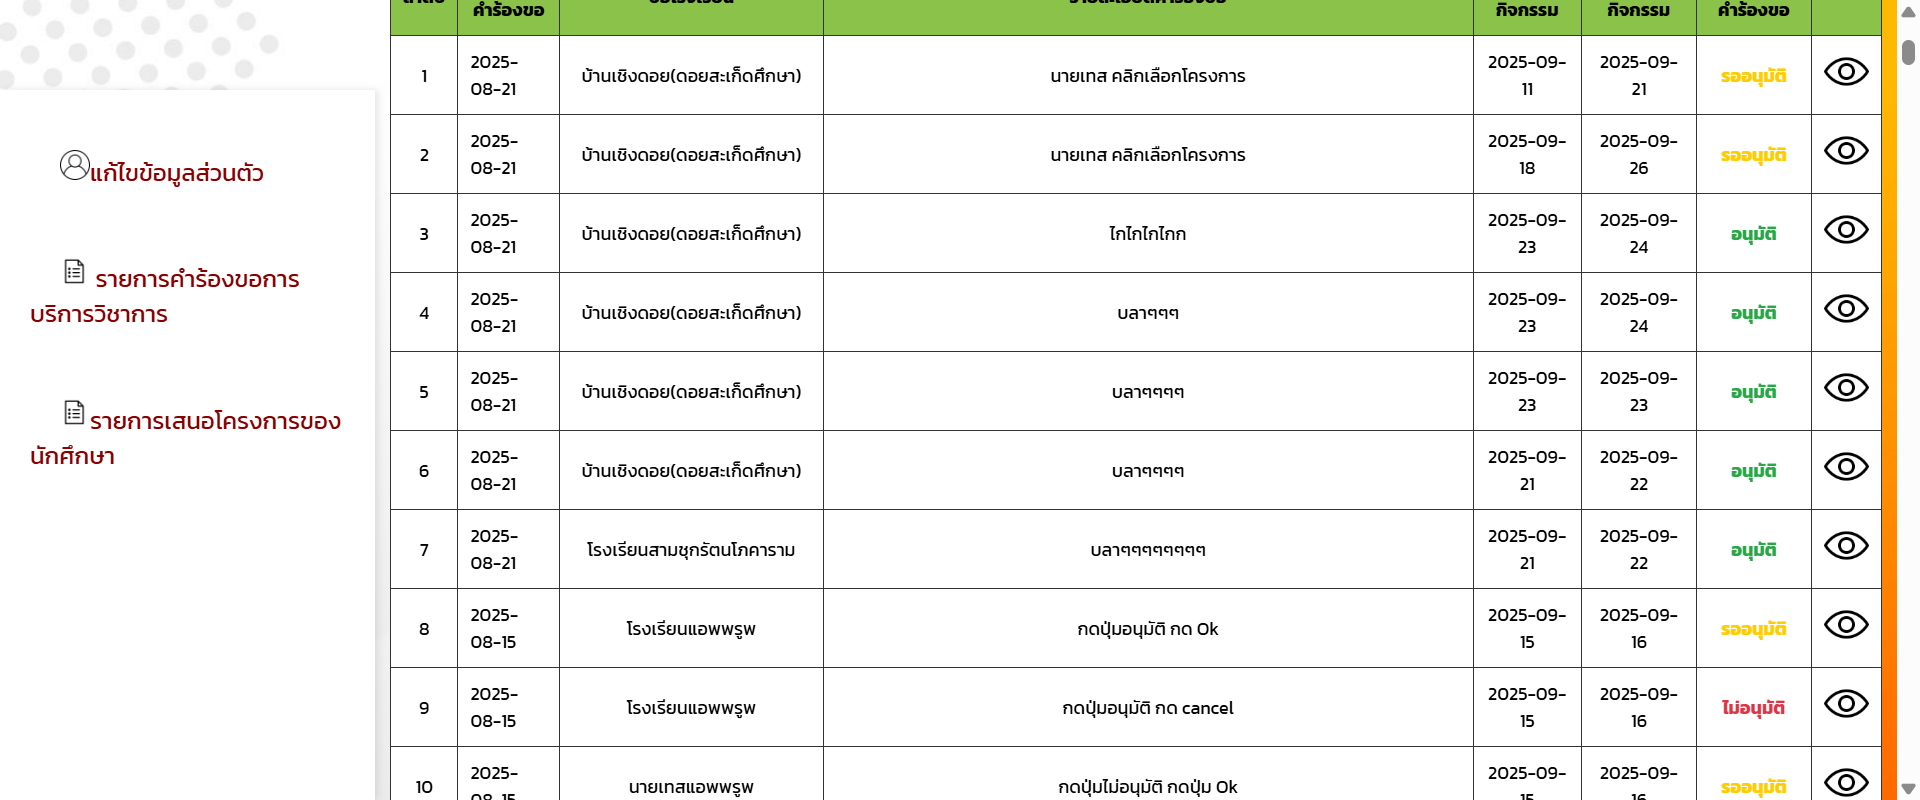 คำร้องขอ กิจกรรม กิจกรรม คำร้องขอ
1 2025-08-21 บ้านเชิงดอย(ดอยสะเก็ดศึกษา) นายเทส คลิกเลือกโครงการ 2025-09-11 2025-09-21 รออนุมัติ
2 2025-08-21 บ้านเชิงดอย(ดอยสะเก็ดศึกษา) นายเทส คลิกเลือกโครงการ 2025-09-18 2025-09-26 รออนุมัติ
3 2025-08-21 บ้านเชิงดอย(ดอยสะเก็ดศึกษา) ไกไกไกไกก 2025-09-23 2025-09-24 อนุมัติ
4 2025-08-21 บ้านเชิงดอย(ดอยสะเก็ดศึกษา) บลาๆๆๆ 2025-09-23 2025-09-24 อนุมัติ
5 2025-08-21 บ้านเชิงดอย(ดอยสะเก็ดศึกษา) บลาๆๆๆๆ 2025-09-23 2025-09-23 อนุมัติ
6 2025-08-21 บ้านเชิงดอย(ดอยสะเก็ดศึกษา) บลาๆๆๆๆ 2025-09-21 2025-09-22 อนุมัติ
7 2025-08-21 โรงเรียนสามชุกรัตนโภคาราม บลาๆๆๆๆๆๆๆๆ 2025-09-21 2025-09-22 อนุมัติ
8 2025-08-15 โรงเรียนแอพพรูพ กดปุ่มอนุมัติ กด Ok 2025-09-15 2025-09-16 รออนุมัติ
9 2025-08-15 โรงเรียนแอพพรูพ กดปุ่มอนุมัติ กด cancel 2025-09-15 2025-09-16 ไม่อนุมัติ
10 2025-08-15 นายเทสแอพพรูพ กดปุ่มไม่อนุมัติ กดปุ่ม Ok 2025-09-15 2025-09-16 รออนุมัติ
แก้ไขข้อมูลส่วนตัว
รายการคำร้องขอการ
บริการวิชาการ
รายการเสนอโครงการของ
นักศึกษา